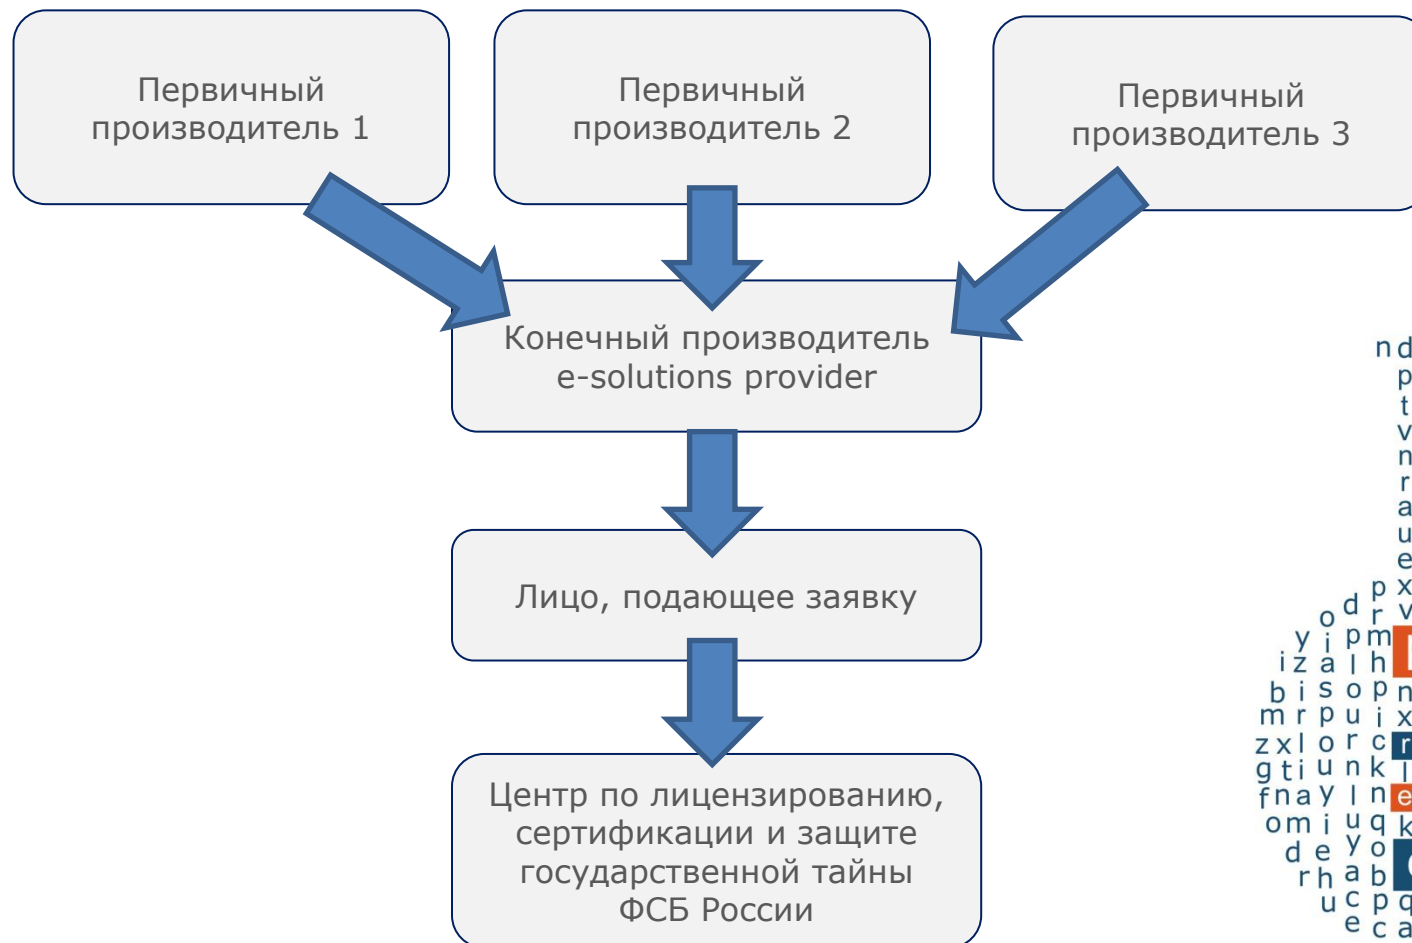 Первичный
производитель 1
Первичный
производитель 2
Первичный
производитель 3
Конечный производитель
e-solutions provider
Лицо, подающее заявку
Центр по лицензированию,
сертификации и защите
государственной тайны
ФСБ России